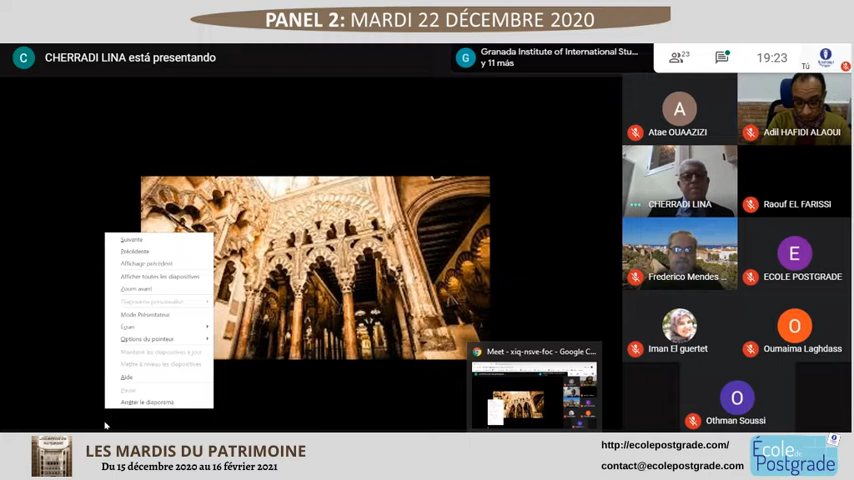 PANEL 2: MARDI 22 DÉCEMBRE 2020
C
CHERRADI LINA está presentando
G
Granada Institute of International Stu...
y 11 más
23
19:23
Tú
A
Atae OUAAZIZI
Adil HAFIDI ALAOUI
CHERRADI LINA
Raouf EL FARISSI
Frederico Mendes ...
E
ECOLE POSTGRADE
Iman El guertet
O
Oumaima Laghdass
O
Othman Soussi
Suivante
Précédente
Affichage précédent
Afficher toutes les diapositives
Zoom avant
Diaporama personnalisé
Mode Présentateur
Écran
Options du pointeur
Aide
Pause
Arrêter le diaporama
Meet - xiq-nsve-foc - Google C...
LES MARDIS DU PATRIMOINE
Du 15 décembre 2020 au 16 février 2021
http://ecolepostgrade.com/
contact@ecolepostgrade.com
École
de
Postgrade